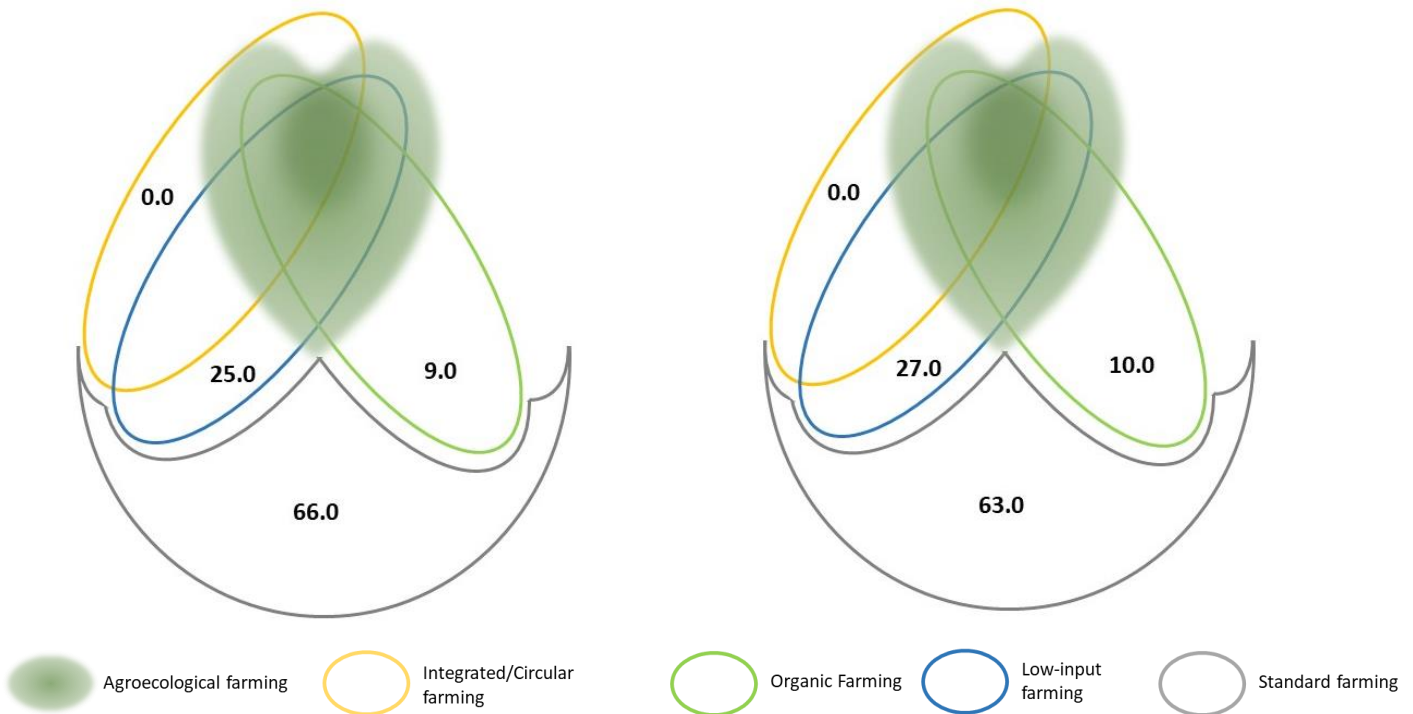 0.0
25.0
9.0
66.0
0.0
27.0
10.0
63.0
Agroecological farming
Integrated/Circular
farming
Organic Farming
Low-input
farming
Standard farming